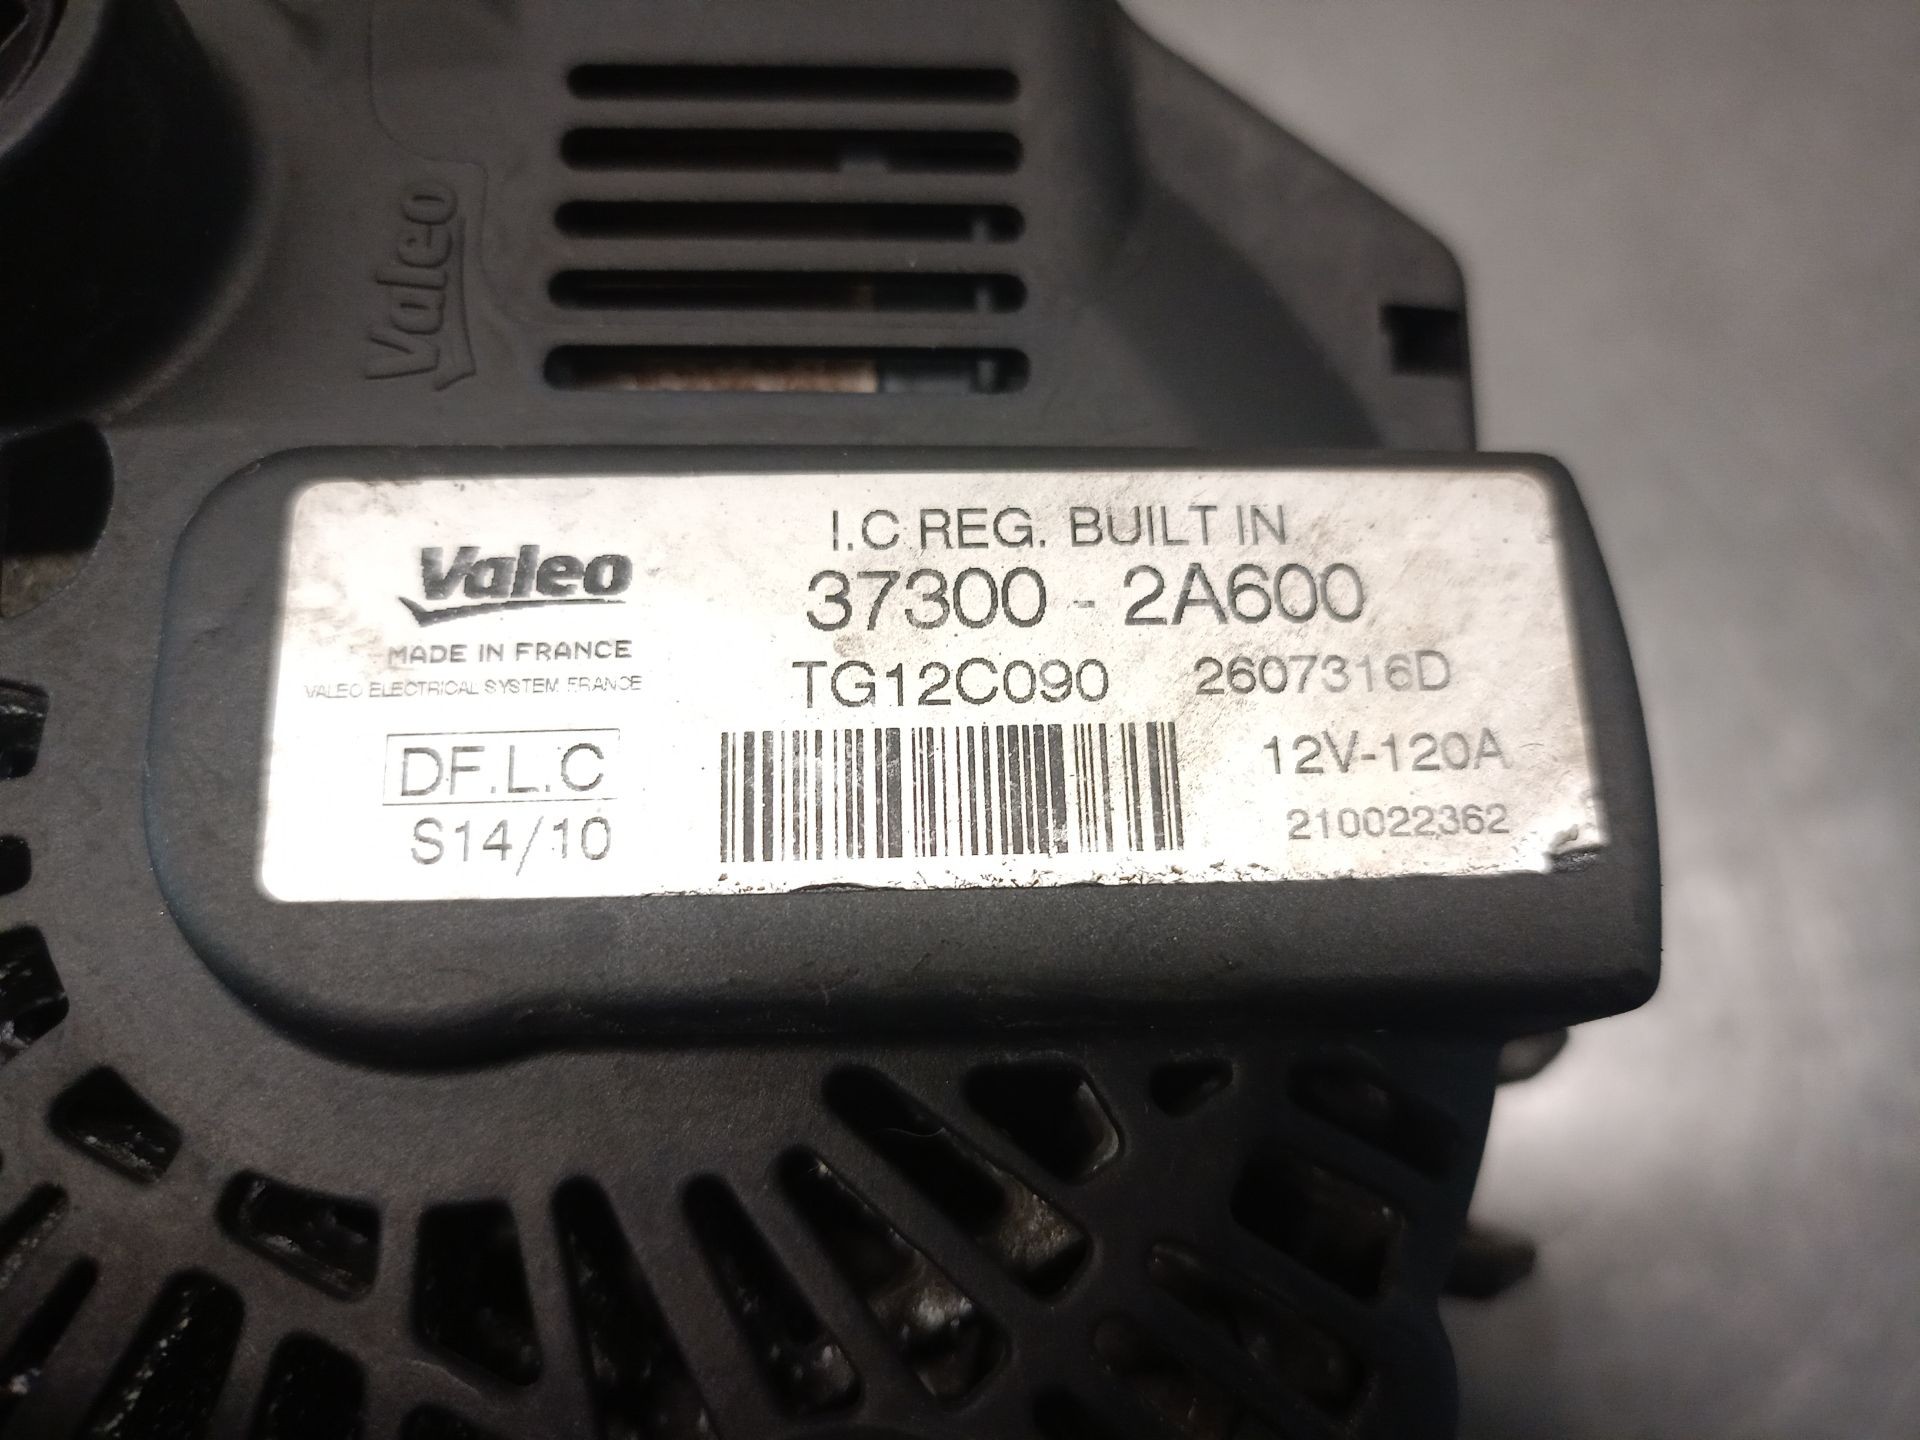 Valeo
I.C REG. BUILT IN
Valeo
37300 - 2A600
MADE IN FRANCE
VALEO ELECTRICAL SYSTEM FRANCE
TG12C090 2607316D
DF.L.C
12V-120A
S14/10
210022362